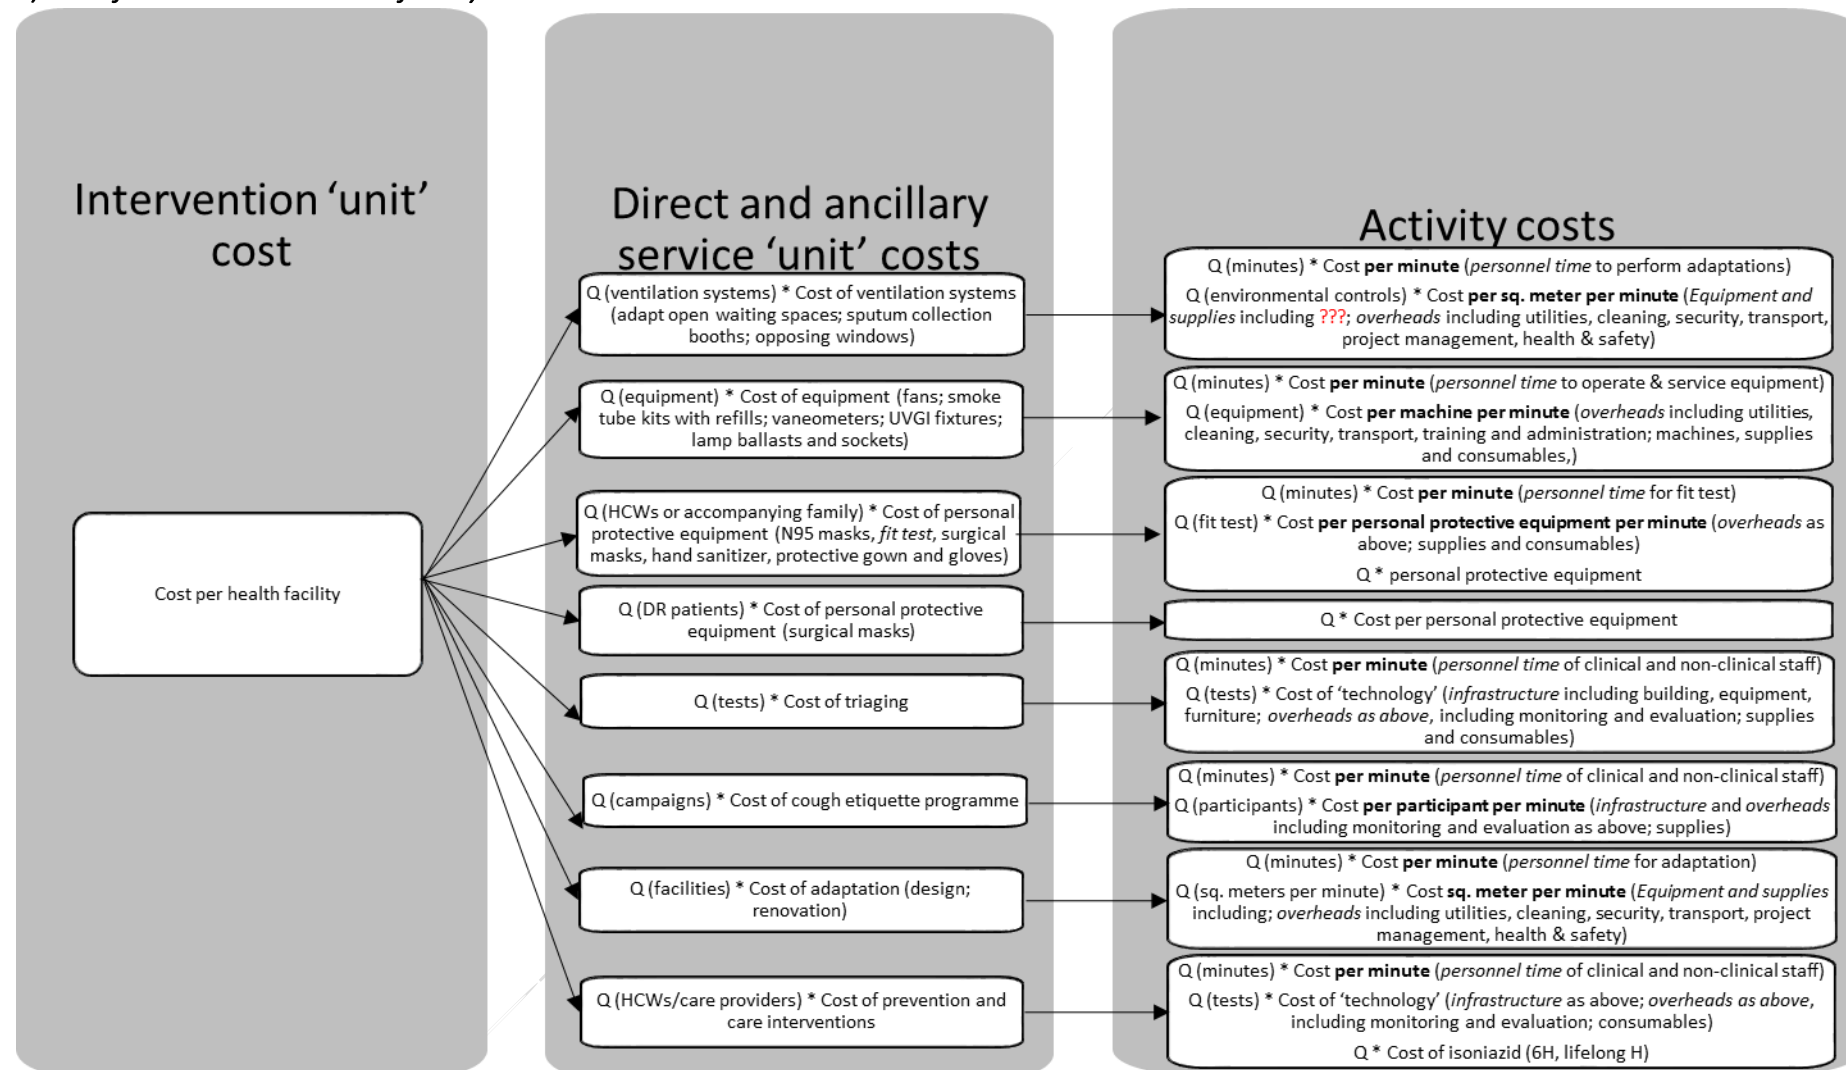 Intervention ‘unit’
cost
Cost per health facility
Direct and ancillary
service ‘unit’ costs
Q (ventilation systems) * Cost of ventilation systems
(adapt open waiting spaces; sputum collection
booths; opposing windows)
Q (equipment) * Cost of equipment (fans; smoke
tube kits with refills; vaneometers; UVGI fixtures;
lamp ballasts and sockets)
Q (HCWs or accompanying family) * Cost of personal
protective equipment (N95 masks, fit test, surgical
masks, hand sanitizer, protective gown and gloves)
Q (DR patients) * Cost of personal protective
equipment (surgical masks)
Q (tests) * Cost of triaging
Q (campaigns) * Cost of cough etiquette programme
Q (facilities) * Cost of adaptation (design;
renovation)
Q (HCWs/care providers) * Cost of prevention and
care interventions
Activity costs
Q (minutes) * Cost per minute (personnel time to perform adaptations)
Q (environmental controls) * Cost per sq. meter per minute (Equipment and
supplies including ???; overheads including utilities, cleaning, security, transport,
project management, health & safety)
Q (minutes) * Cost per minute (personnel time to operate & service equipment)
Q (equipment) * Cost per machine per minute (overheads including utilities,
cleaning, security, transport, training and administration; machines, supplies
and consumables,)
Q (minutes) * Cost per minute (personnel time for fit test)
Q (fit test) * Cost per personal protective equipment per minute (overheads as
above; supplies and consumables)
Q * personal protective equipment
Q * Cost per personal protective equipment
Q (minutes) * Cost per minute (personnel time of clinical and non-clinical staff)
Q (tests) * Cost of ‘technology’ (infrastructure including building, equipment,
furniture; overheads as above, including monitoring and evaluation; supplies
and consumables)
Q (minutes) * Cost per minute (personnel time of clinical and non-clinical staff)
Q (participants) * Cost per participant per minute (infrastructure and overheads
including monitoring and evaluation as above; supplies)
Q (minutes) * Cost per minute (personnel time for adaptation)
Q (sq. meters per minute) * Cost sq. meter per minute (Equipment and supplies
including; overheads including utilities, cleaning, security, transport, project
management, health & safety)
Q (minutes) * Cost per minute (personnel time of clinical and non-clinical staff)
Q (tests) * Cost of ‘technology’ (infrastructure as above; overheads as above,
including monitoring and evaluation; consumables)
Q * Cost of isoniazid (6H, lifelong H)